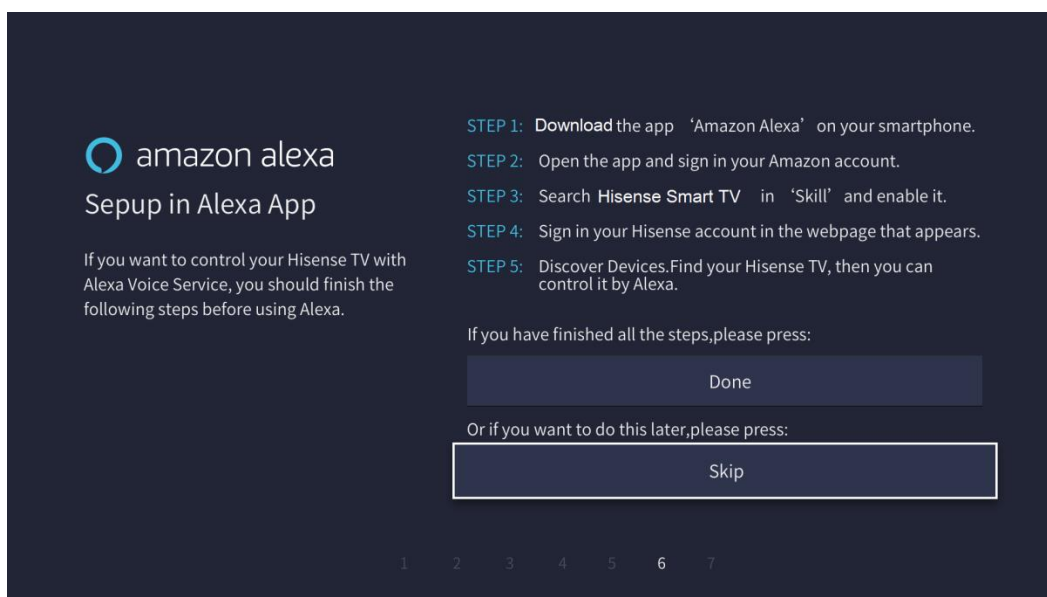 amazon alexa
Sepup in Alexa App
If you want to control your Hisense TV with
Alexa Voice Service, you should finish the
following steps before using Alexa.
STEP 1: Download the app ‘Amazon Alexa’ on your smartphone.
STEP 2: Open the app and sign in your Amazon account.
STEP 3: Search Hisense Smart TV in ‘Skill’ and enable it.
STEP 4: Sign in your Hisense account in the webpage that appears.
STEP 5: Discover Devices.Find your Hisense TV, then you can
control it by Alexa.
If you have finished all the steps,please press:
Done
Or if you want to do this later,please press:
Skip
1 2 3 4 5 6 7